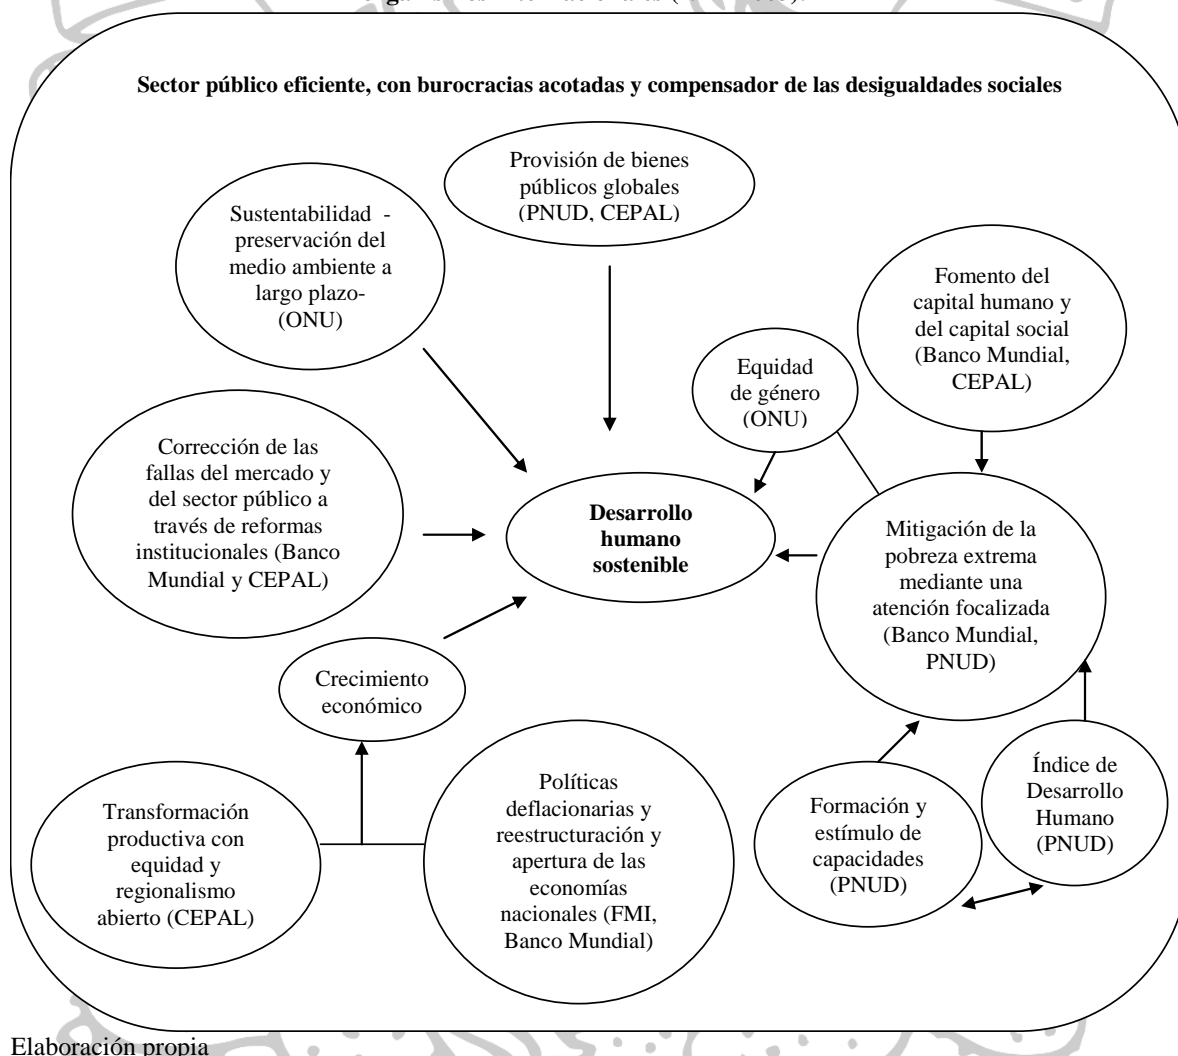 Sector público eficiente, con burocracias acotadas y compensador de las desigualdades sociales
Provisión de bienes
públicos globales
(PNUD, CEPAL)
Sustentabilidad -
preservación del
medio ambiente a
largo plazo-
(ONU)
Fomento del
capital humano y
del capital social
(Banco Mundial,
CEPAL)
Equidad
de género
(ONU)
Corrección de las
fallas del mercado y
del sector público a
través de reformas
institucionales (Banco
Mundial y CEPAL)
Desarrollo
humano
sostenible
Mitigación de la
pobreza extrema
mediante una
atención focalizada
(Banco Mundial,
PNUD)
Crecimiento
económico
Transformación
productiva con
equidad y
regionalismo
abierto (CEPAL)
Políticas
deflacionarias y
reestructuración y
apertura de las
economías
nacionales (FMI,
Banco Mundial)
Formación y
estímulo de
capacidades
(PNUD)
Índice de
Desarrollo
Humano
(PNUD)
Elaboración propia